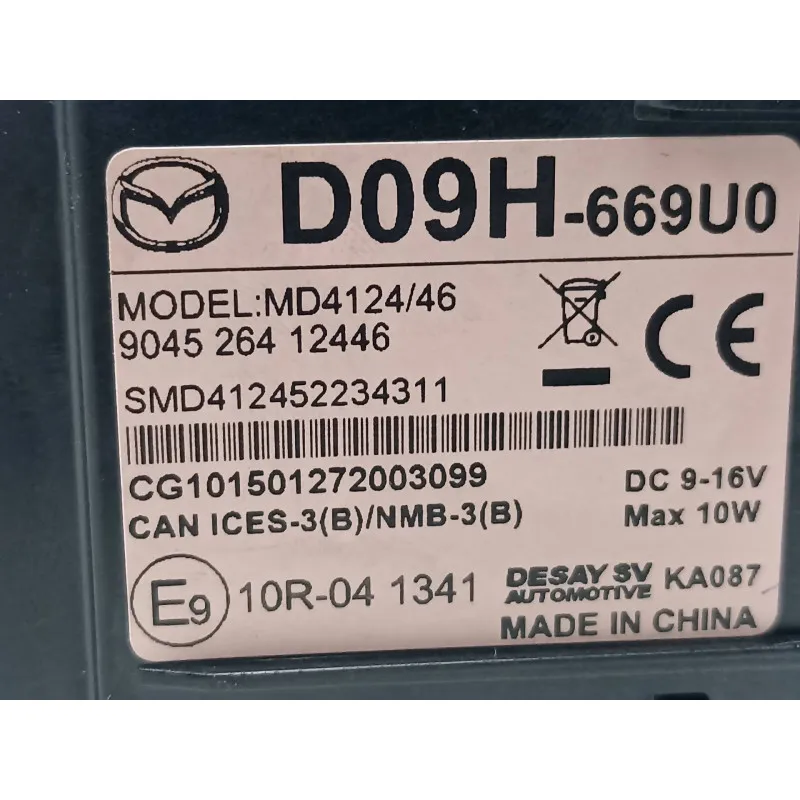 D09H-669U0
MODEL:MD4124/46
9045 264 12446
CE
SMD412452234311
CG101501272003099
DC 9-16V
CAN ICES-3(B)/NMB-3(B)
Max 10W
E9
10R-04 1341
DESAY SV
AUTOMOTIVE
KA087
MADE IN CHINA